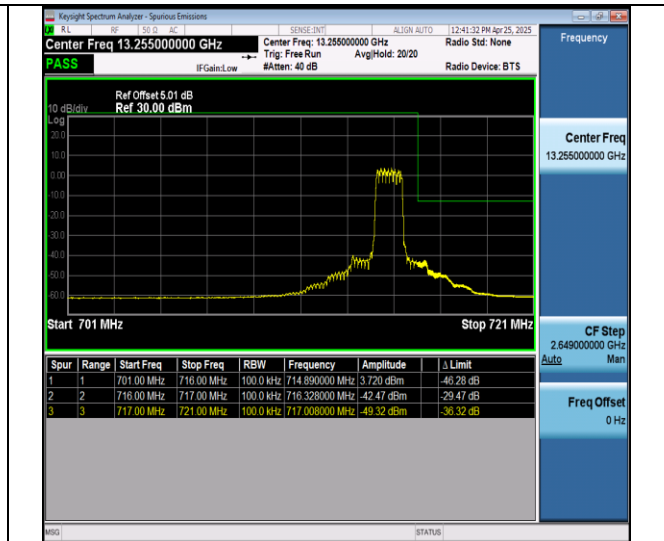 Keysight Spectrum Analyzer - Spurious Emissions
RL RF 50 Ω AC SENSE:INT ALIGN AUTO 12:41:32 PM Apr 25, 2025
Center Freq 13.255000000 GHz
Center Freq: 13.255000000 GHz
Radio Std: None
Trig: Free Run Avg|Hold: 20/20
PASS
IFGain:Low
#Atten: 40 dB
Radio Device: BTS
Ref Offset 5.01 dB
10 dB/div Ref 30.00 dBm
Log
20.0
10.0
0.00
-10.0
-20.0
-30.0
-40.0
-50.0
-60.0
Start 701 MHz Stop 721 MHz
Spur Range Start Freq Stop Freq RBW Frequency Amplitude Δ Limit
1 1 701.00 MHz 716.00 MHz 100.0 kHz 714.890000 MHz 3.720 dBm -46.28 dB
2 2 716.00 MHz 717.00 MHz 100.0 kHz 716.328000 MHz -42.47 dBm -29.47 dB
3 3 717.00 MHz 721.00 MHz 100.0 kHz 717.008000 MHz -49.32 dBm -36.32 dB
MSG STATUS
Frequency
Center Freq
13.255000000 GHz
CF Step
2.649000000 GHz
Auto Man
Freq Offset
0 Hz